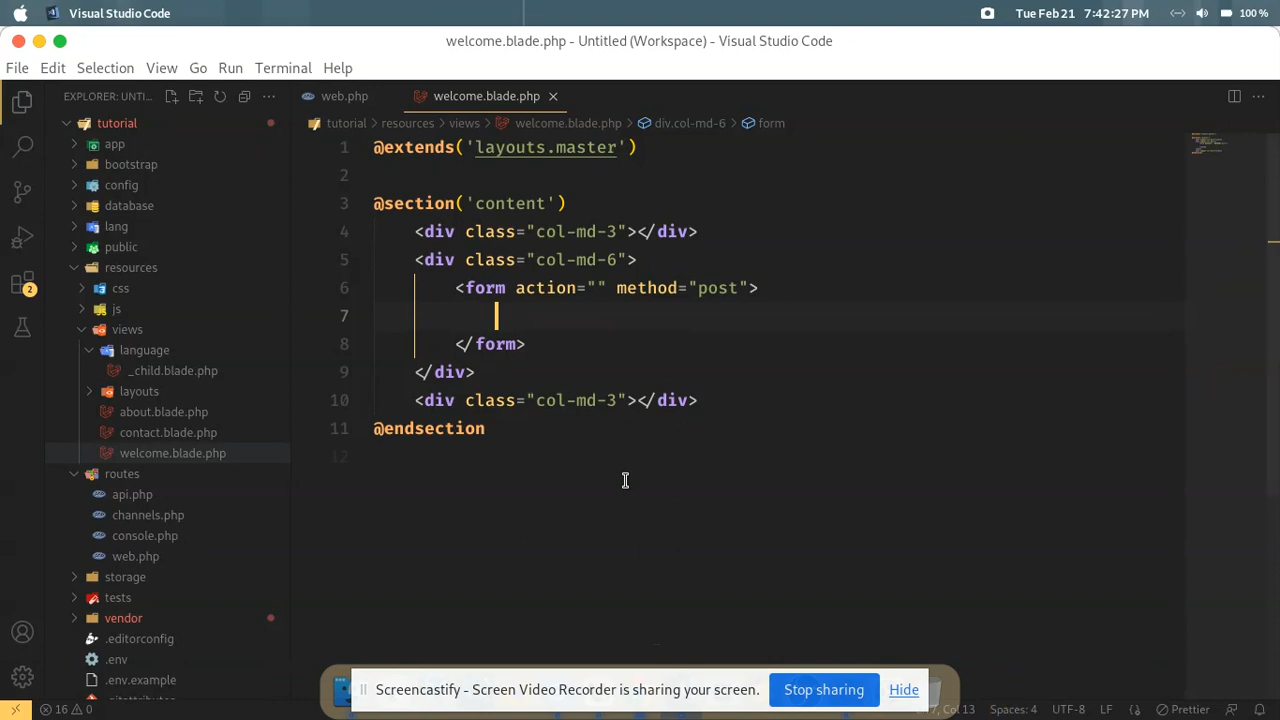 Visual Studio Code
Tue Feb 21 7:42:27 PM
100 %
welcome.blade.php - Untitled (Workspace) - Visual Studio Code
File Edit Selection View Go Run Terminal Help
EXPLORER: UNTI...
web.php
welcome.blade.php
tutorial
tutorial > resources > views > welcome.blade.php > div.col-md-6 > form
app
bootstrap
config
database
lang
public
resources
css
js
views
language
_child.blade.php
layouts
about.blade.php
contact.blade.php
welcome.blade.php
routes
api.php
channels.php
console.php
web.php
storage
tests
vendor
.editorconfig
.env
.env.example
2
1 @extends('layouts.master')
2
3 @section('content')
4 <div class="col-md-3"></div>
5 <div class="col-md-6">
6 <form action="" method="post">
7
8 </form>
9 </div>
10 <div class="col-md-3"></div>
11 @endsection
12
Screencastify - Screen Video Recorder is sharing your screen.
Stop sharing
Hide
16 0
Col 13
Spaces: 4
UTF-8
LF
PHP
Prettier